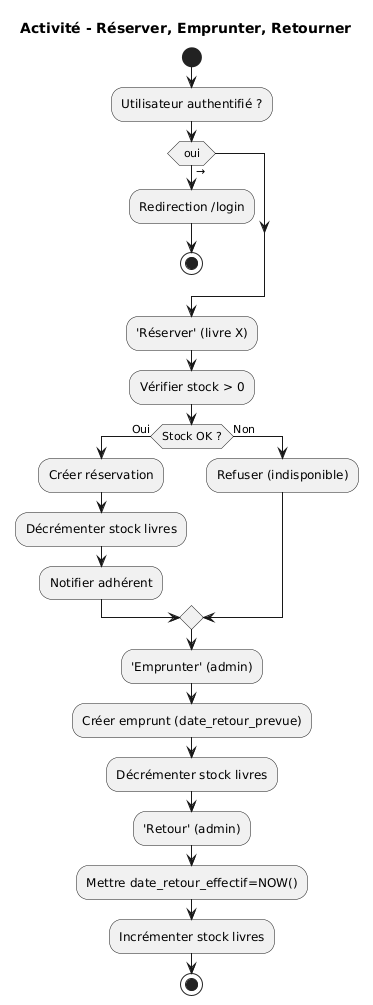 Activité - Réserver, Emprunter, Retourner
Utilisateur authentifié ?
oui
→
Redirection /login
'Réserver' (livre X)
Vérifier stock > 0
Oui
Stock OK ?
Non
Créer réservation
Refuser (indisponible)
Décrémenter stock livres
Notifier adhérent
'Emprunter' (admin)
Créer emprunt (date_retour_prevue)
Décrémenter stock livres
'Retour' (admin)
Mettre date_retour_effectif=NOW()
Incrémenter stock livres